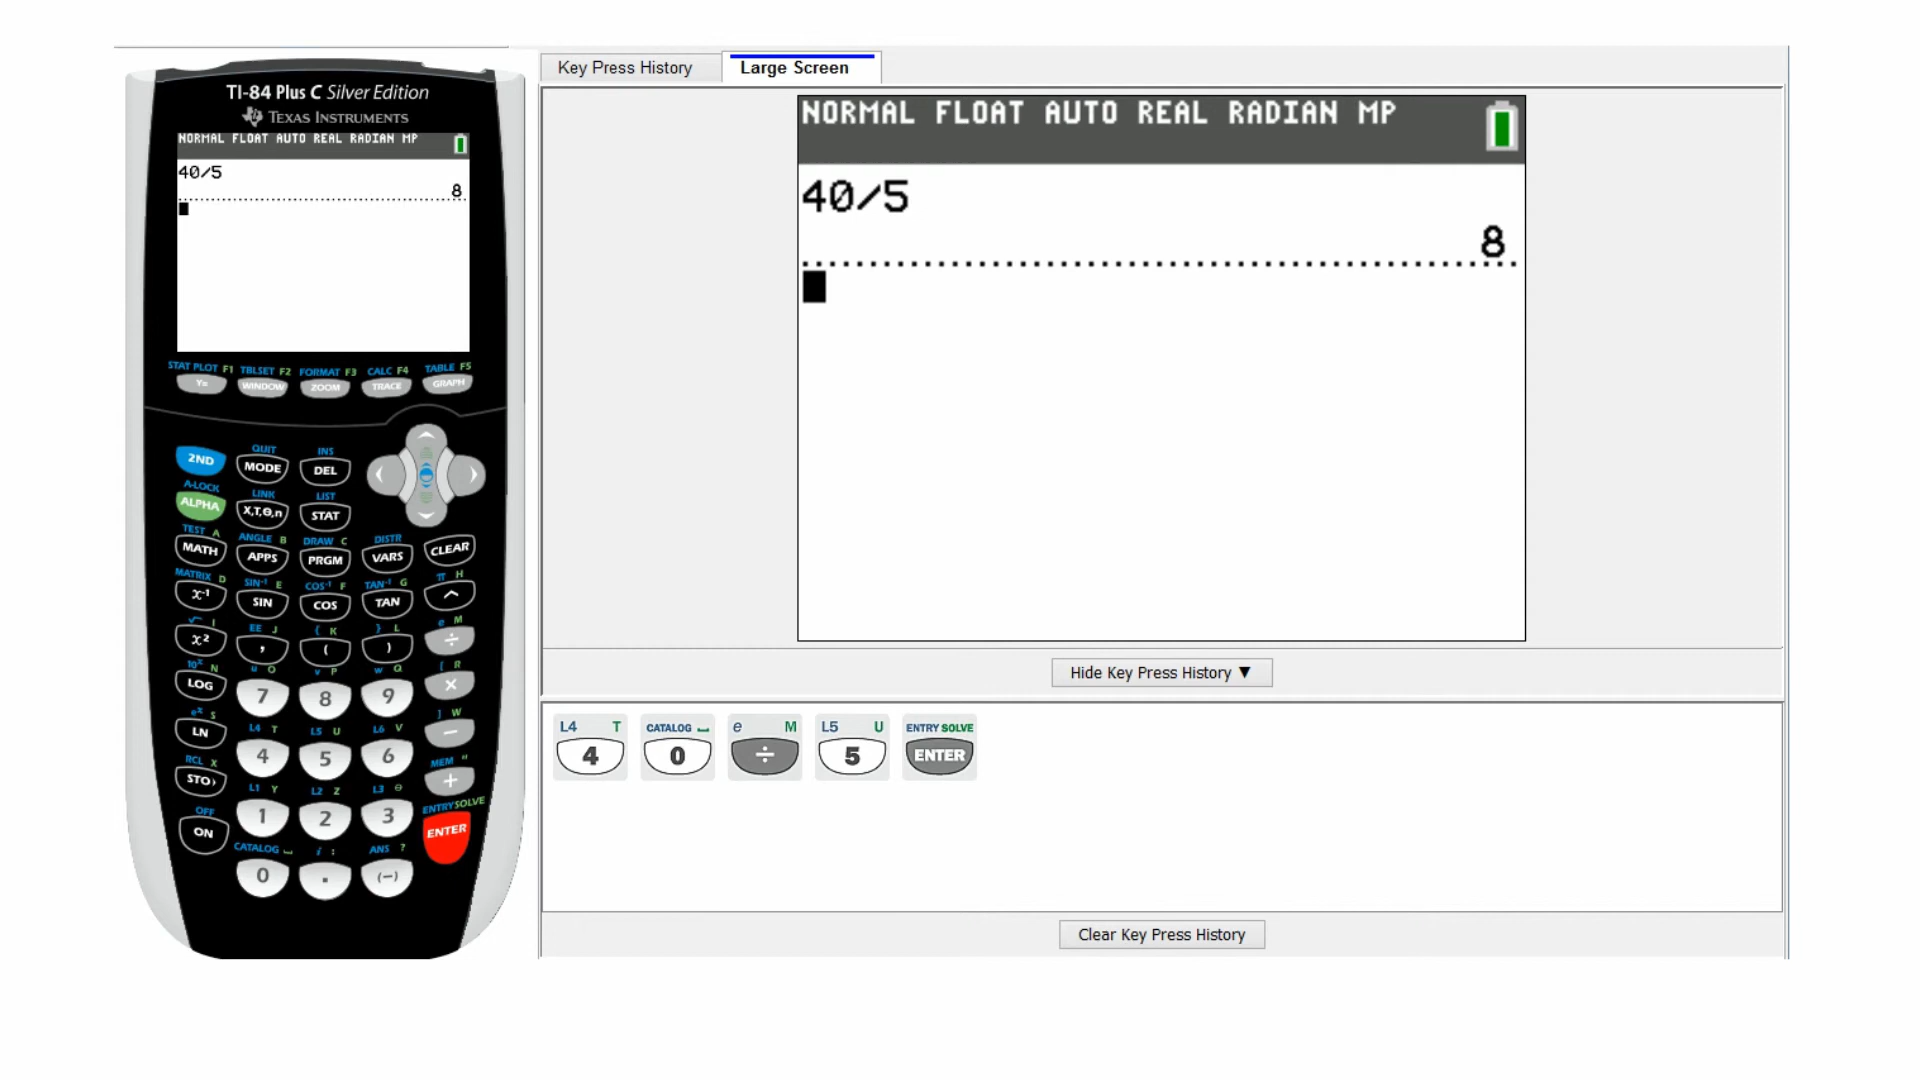 TI-84 Plus C Silver Edition
TEXAS INSTRUMENTS
NORMAL FLOAT AUTO REAL RADIAN MP
40/5
8
STAT PLOT F1 TBLSET F2 FORMAT F3 CALC F4 TABLE F5
Y= WINDOW ZOOM TRACE GRAPH
QUIT INS
2ND MODE DEL
A-LOCK LINK LIST
ALPHA X,T,Θ,n STAT
TEST A ANGLE B DRAW C DISTR
MATH APPS PRGM VARS CLEAR
MATRIX D SIN⁻¹ E COS⁻¹ F TAN⁻¹ G π H
x⁻¹ SIN COS TAN ^
√ I EE J { K } L e M
x² , ( ) ÷
10ˣ N u O v P w Q [ R
LOG 7 8 9 ×
eˣ S L4 T L5 U L6 V ] W
LN 4 5 6 −
RCL X L1 Y L2 Z L3 Θ MEM "
STO› 1 2 3 +
OFF CATALOG ⎵ i : ANS ? ENTRY SOLVE
ON 0 . (−) ENTER
Key Press History Large Screen
NORMAL FLOAT AUTO REAL RADIAN MP
40/5
8
Hide Key Press History ▼
L4 T CATALOG ⎵ e M L5 U ENTRY SOLVE
4 0 ÷ 5 ENTER
Clear Key Press History